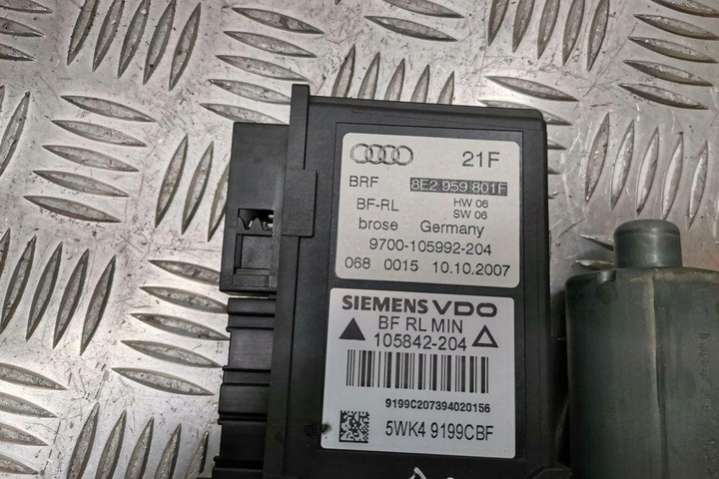 21F
BRF 8E2 959 801F
BF-RL HW 06
SW 06
brose Germany
9700-105992-204
068 0015 10.10.2007
SIEMENS VDO
BF RL MIN
105842-204
9199C207394020156
5WK4 9199CBF